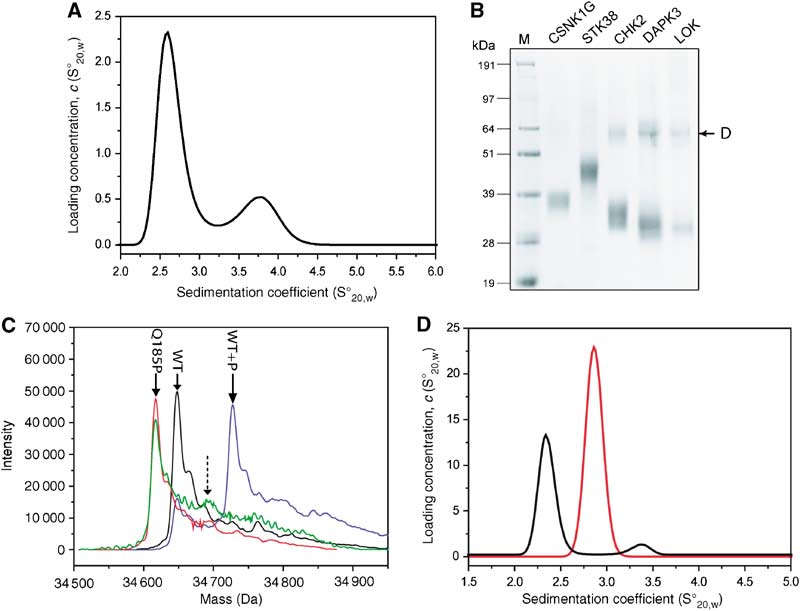 A
Loading concentration, c (S°20,w)
2.5
2.0
1.5
1.0
0.5
0.0
2.0 2.5 3.0 3.5 4.0 4.5 5.0 5.5 6.0
Sedimentation coefficient (S°20,w)
B
kDa M CSNK1G STK38 CHK2 DAPK3 LOK
191
97
64
D
51
39
28
19
C
Intensity
70 000
60 000
50 000
40 000
30 000
20 000
10 000
0
Q185P WT WT+P
34 500 34 600 34 700 34 800 34 900
Mass (Da)
D
Loading concentration, c (S°20,w)
25
20
15
10
5
0
1.5 2.0 2.5 3.0 3.5 4.0 4.5 5.0
Sedimentation coefficient (S°20,w)